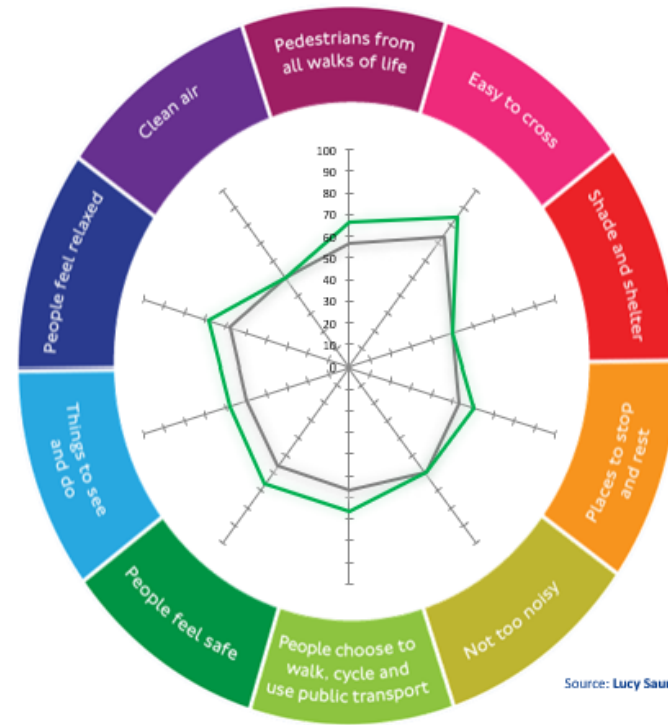 Pedestrians from
all walks of life
Easy to cross
Shade and shelter
Places to stop
and rest
Not too noisy
People choose to
walk, cycle and
use public transport
People feel safe
Things to see
and do
People feel relaxed
Clean air
100
90
80
70
60
50
40
30
20
10
0
Source: Lucy